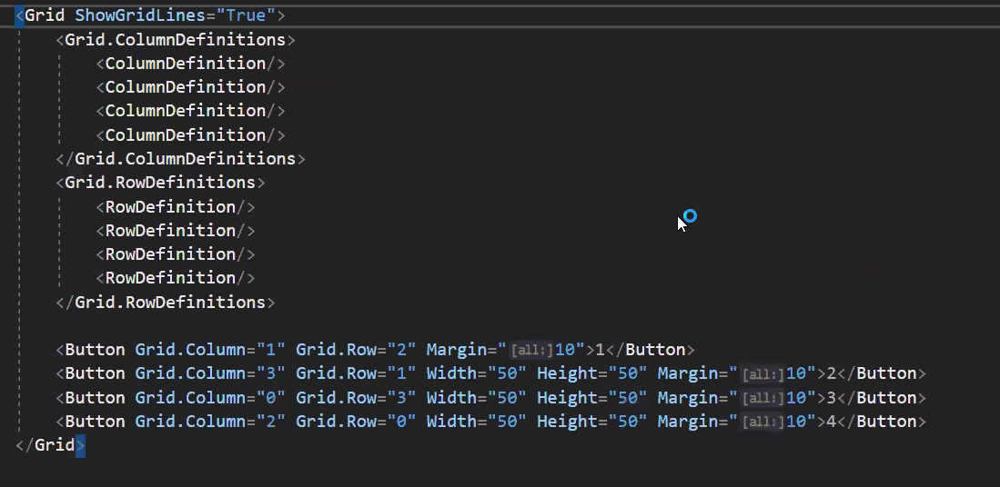 <Grid ShowGridLines="True">
<Grid.ColumnDefinitions>
<ColumnDefinition/>
<ColumnDefinition/>
<ColumnDefinition/>
<ColumnDefinition/>
</Grid.ColumnDefinitions>
<Grid.RowDefinitions>
<RowDefinition/>
<RowDefinition/>
<RowDefinition/>
<RowDefinition/>
</Grid.RowDefinitions>
<Button Grid.Column="1" Grid.Row="2" Margin="[all:]10">1</Button>
<Button Grid.Column="3" Grid.Row="1" Width="50" Height="50" Margin="[all:]10">2</Button>
<Button Grid.Column="0" Grid.Row="3" Width="50" Height="50" Margin="[all:]10">3</Button>
<Button Grid.Column="2" Grid.Row="0" Width="50" Height="50" Margin="[all:]10">4</Button>
</Grid>